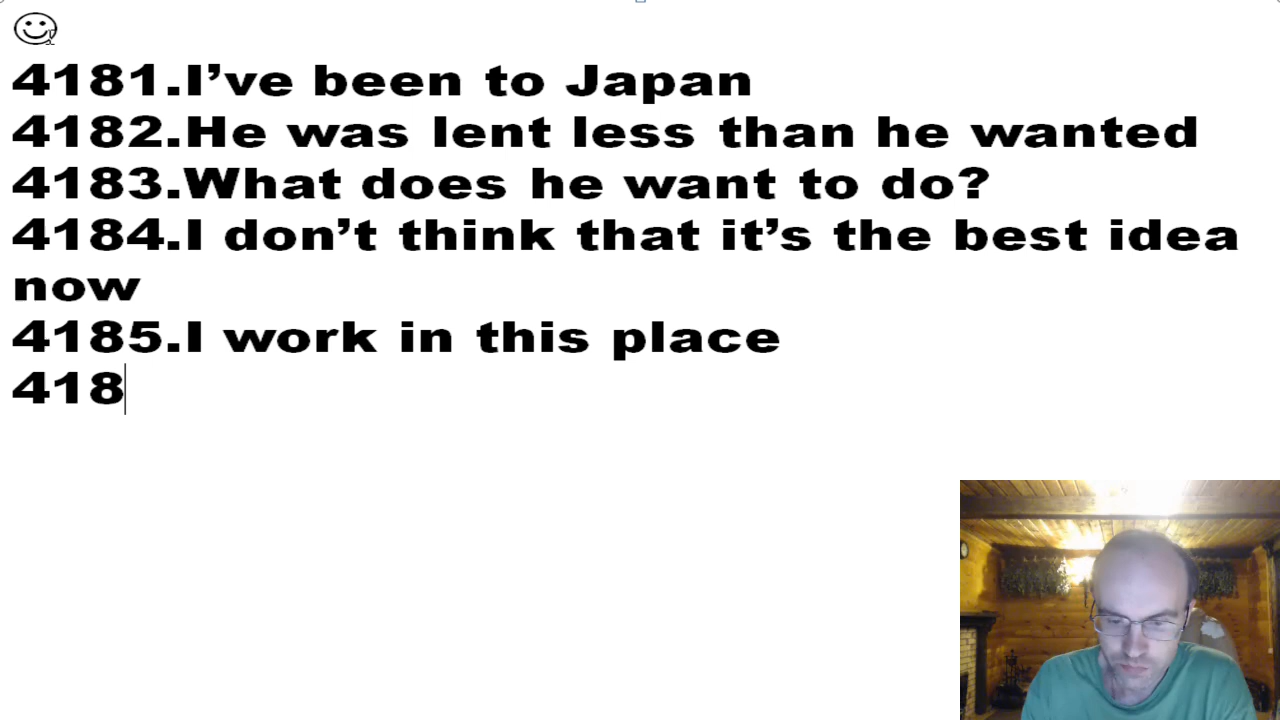 4181.I’ve been to Japan
4182.He was lent less than he wanted
4183.What does he want to do?
4184.I don’t think that it’s the best idea
now
4185.I work in this place
418